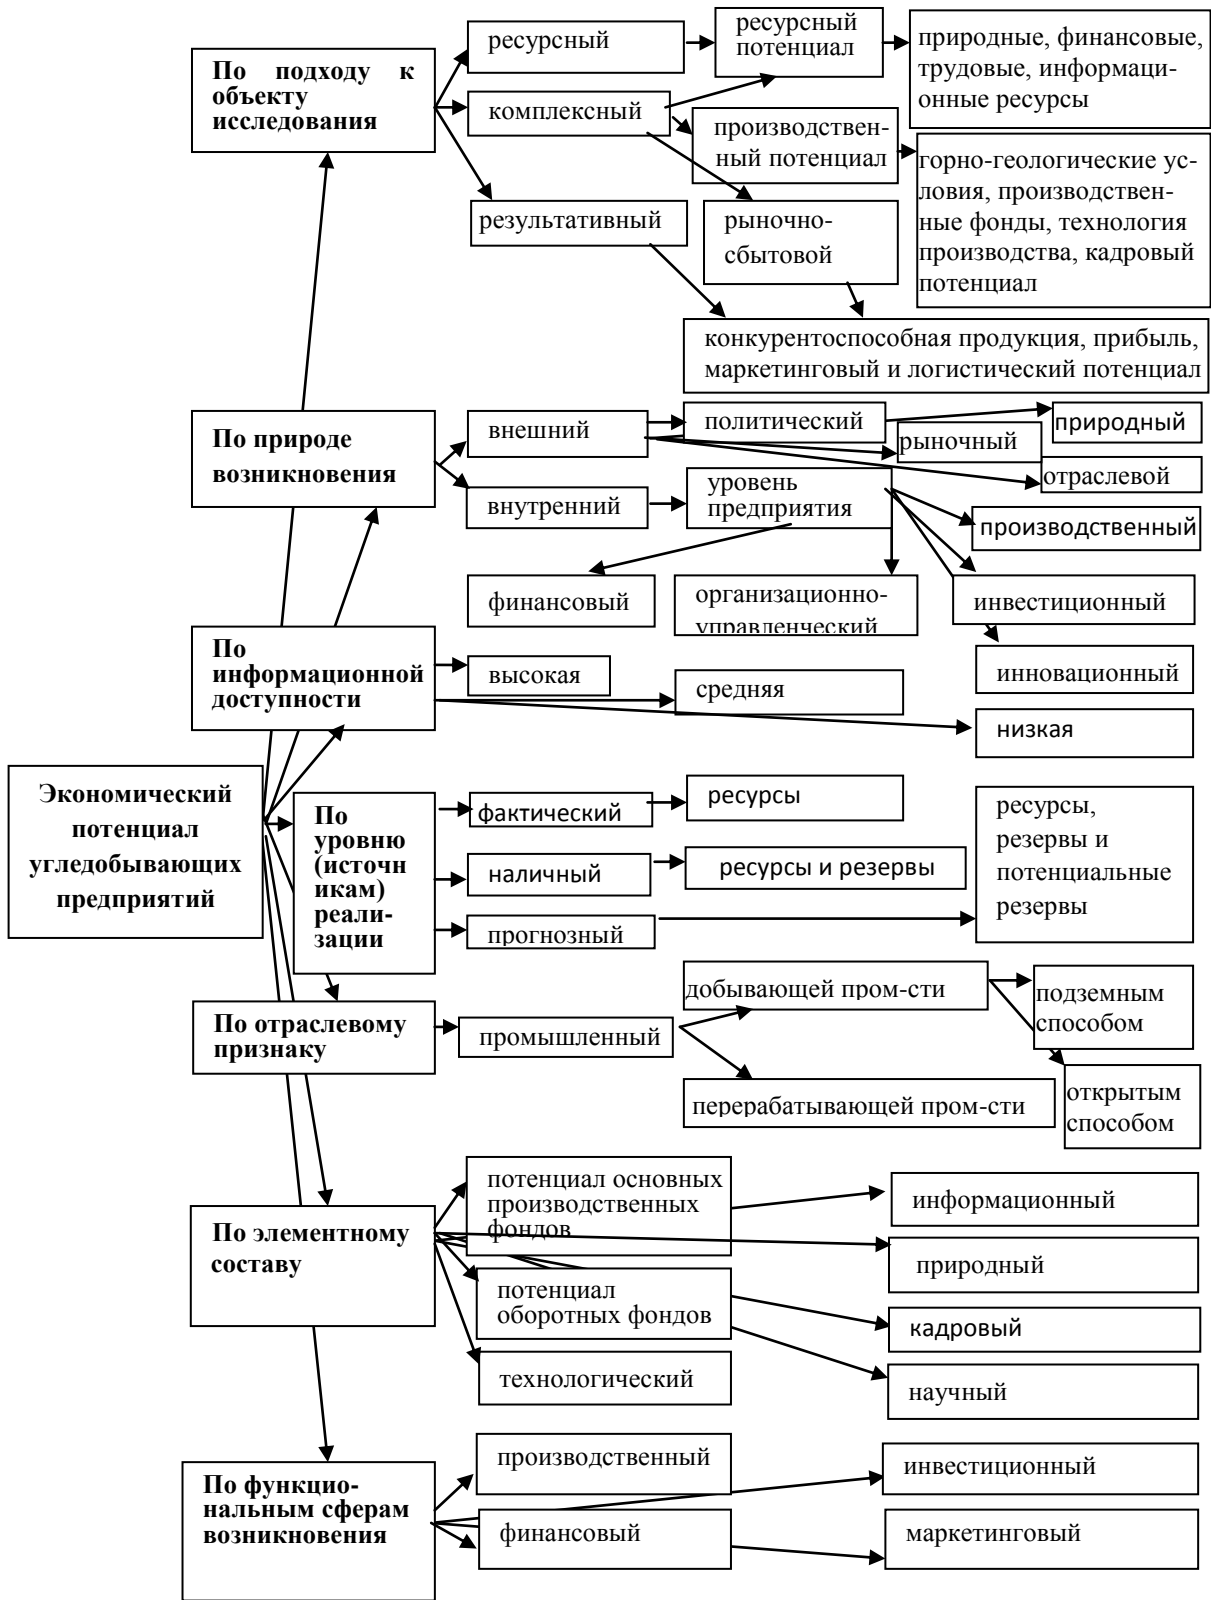 По подходу к
объекту
исследования
ресурсный
ресурсный
потенциал
природные, финансовые,
трудовые, информаци-
онные ресурсы
комплексный
производствен-
ный потенциал
горно-геологические ус-
ловия, производствен-
ные фонды, технология
производства, кадровый
потенциал
результативный
рыночно-
сбытовой
конкурентоспособная продукция, прибыль,
маркетинговый и логистический потенциал
По природе
возникновения
внешний
политический
природный
рыночный
отраслевой
внутренний
уровень
предприятия
производственный
финансовый
организационно-
управленческий
инвестиционный
инновационный
По
информационной
доступности
высокая
средняя
низкая
Экономический
потенциал
угледобывающих
предприятий
По
уровню
(источн
икам)
реали-
зации
фактический
ресурсы
наличный
ресурсы и резервы
прогнозный
ресурсы,
резервы и
потенциальные
резервы
По отраслевому
признаку
промышленный
добывающей пром-сти
подземным
способом
открытым
способом
перерабатывающей пром-сти
По элементному
составу
потенциал основных
производственных
фондов
информационный
природный
потенциал
оборотных фондов
кадровый
технологический
научный
По функцио-
нальным сферам
возникновения
производственный
инвестиционный
финансовый
маркетинговый